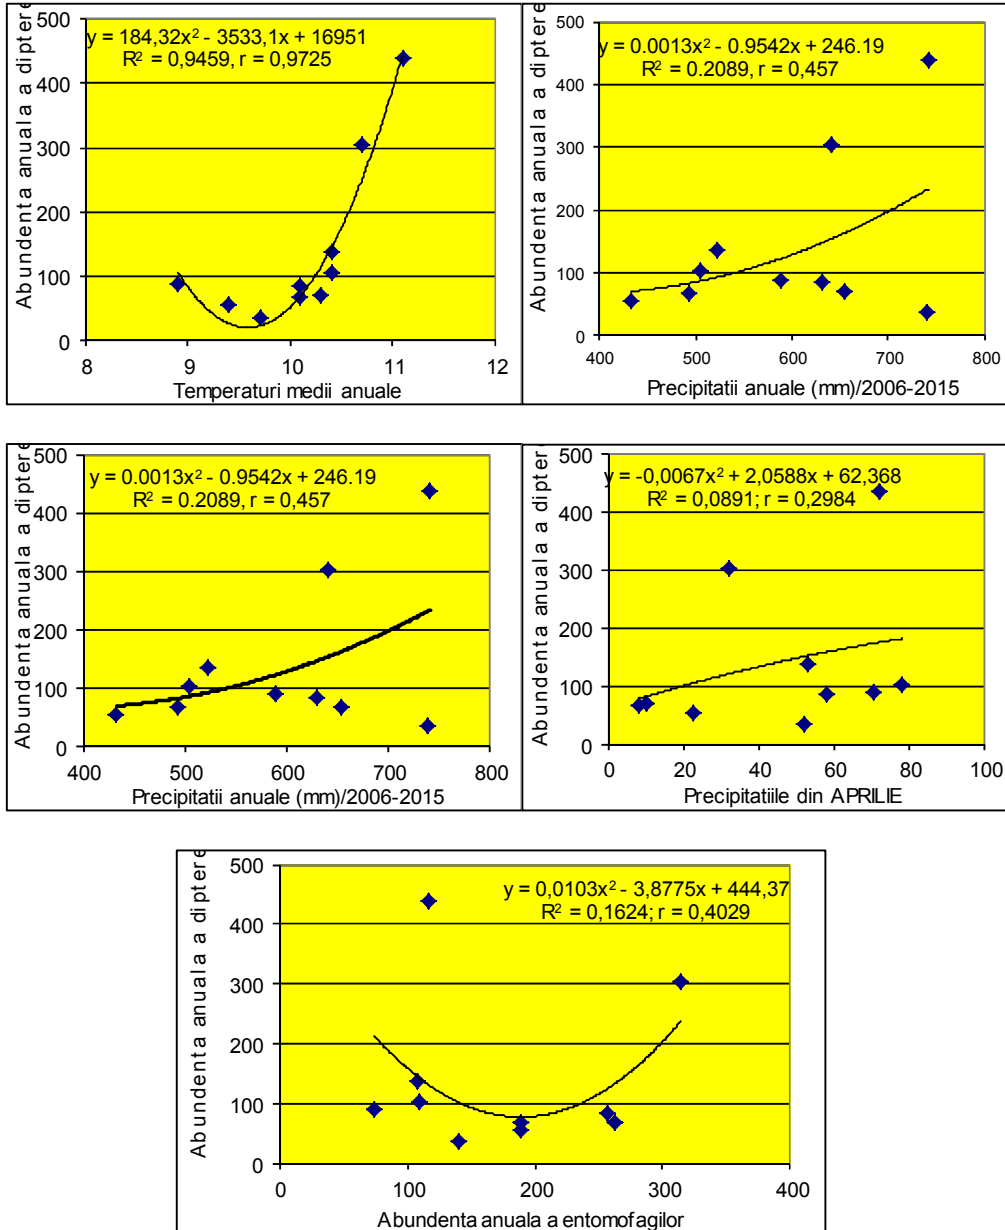 Abundenta anuala a diptere
500
400
300
200
100
0
y = 184,32x² - 3533,1x + 16951
R² = 0,9459, r = 0,9725
8 9 10 11 12
Temperaturi medii anuale
Abundenta anuala a diptere
500
400
300
200
100
0
y = 0.0013x² - 0.9542x + 246.19
R² = 0.2089, r = 0,457
400 500 600 700 800
Precipitatii anuale (mm)/2006-2015
Abundenta anuala a diptere
500
400
300
200
100
0
y = 0.0013x² - 0.9542x + 246.19
R² = 0.2089, r = 0,457
400 500 600 700 800
Precipitatii anuale (mm)/2006-2015
Abundenta anuala a diptere
500
400
300
200
100
0
y = -0,0067x² + 2,0588x + 62,368
R² = 0,0891; r = 0,2984
0 20 40 60 80 100
Precipitatiile din APRILIE
Abundenta anuala a diptere
500
400
300
200
100
0
y = 0,0103x² - 3,8775x + 444,37
R² = 0,1624; r = 0,4029
0 100 200 300 400
Abundenta anuala a entomofagilor